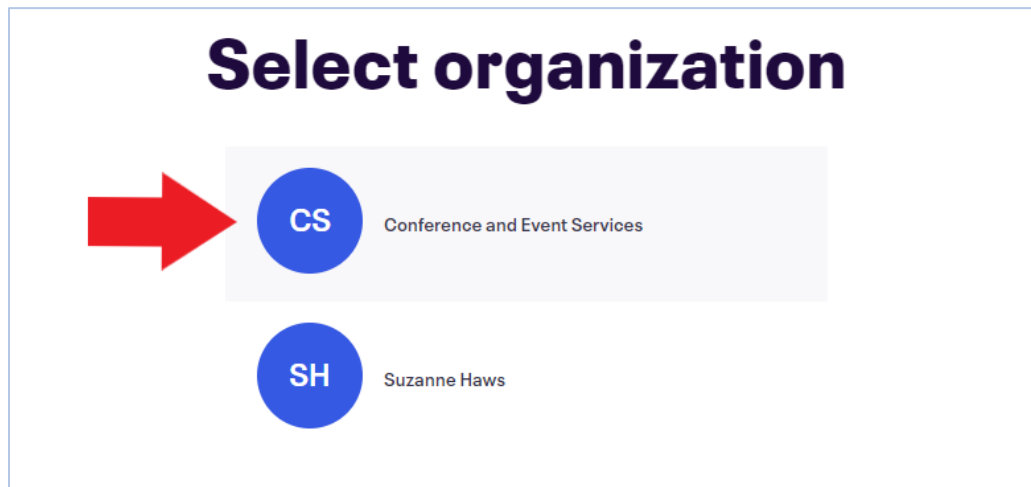 Select organization
CS
Conference and Event Services
SH
Suzanne Haws